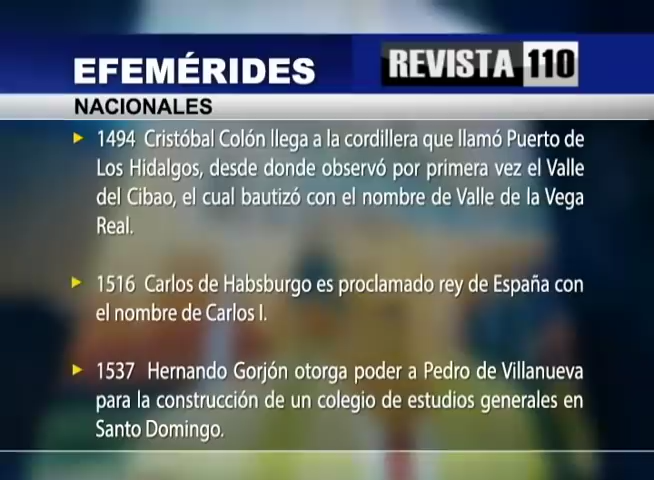 EFEMÉRIDES
REVISTA 110
NACIONALES
1494 Cristóbal Colón llega a la cordillera que llamó Puerto de
Los Hidalgos, desde donde observó por primera vez el Valle
del Cibao, el cual bautizó con el nombre de Valle de la Vega
Real.
1516 Carlos de Habsburgo es proclamado rey de España con
el nombre de Carlos I.
1537 Hernando Gorjón otorga poder a Pedro de Villanueva
para la construcción de un colegio de estudios generales en
Santo Domingo.